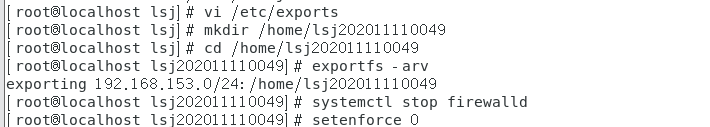 [root@localhost lsj]# vi /etc/exports
[root@localhost lsj]# mkdir /home/lsj202011110049
[root@localhost lsj]# cd /home/lsj202011110049
[root@localhost lsj202011110049]# exportfs -arv
exporting 192.168.153.0/24:/home/lsj202011110049
[root@localhost lsj202011110049]# systemctl stop firewalld
[root@localhost lsj202011110049]# setenforce 0